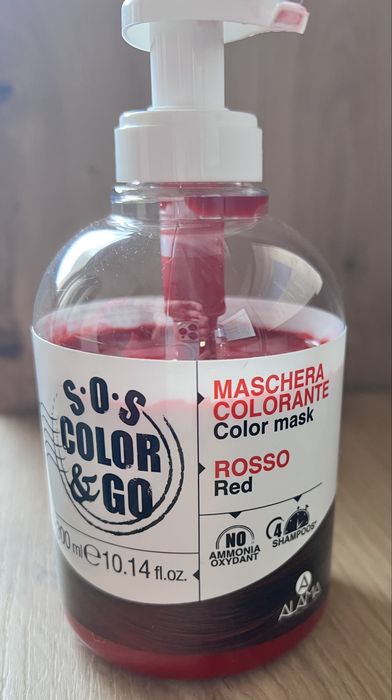 S·O·S
COLOR
& GO
MASCHERA
COLORANTE
Color mask
ROSSO
Red
NO
AMMONIA
OXYDANT
4
SHAMPOOS*
300 ml ℮ 10.14 fl.oz.
A
ALAMA